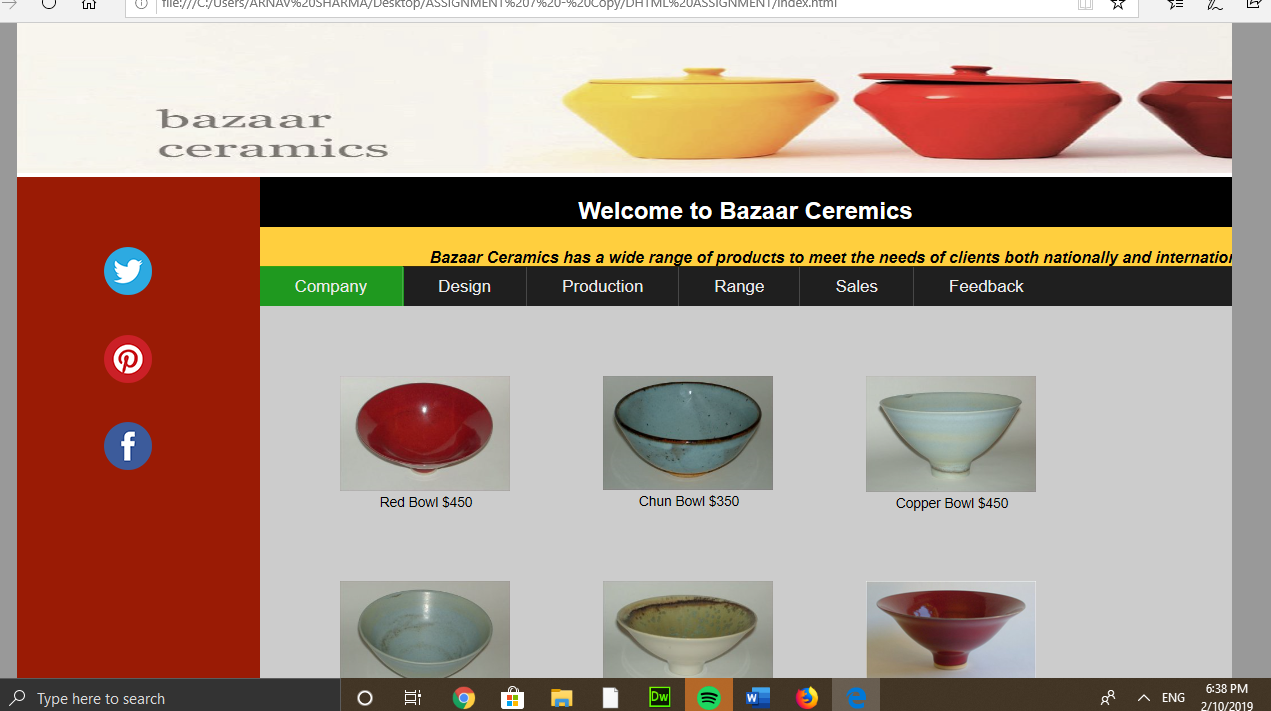 file:///C:/Users/ARNAV%20SHARMA/Desktop/ASSIGNMENT%207%20-%20Copy/DHTML%20ASSIGNMENT/index.html
bazaar
ceramics
Welcome to Bazaar Ceremics
Bazaar Ceramics has a wide range of products to meet the needs of clients both nationally and internation
Company Design Production Range Sales Feedback
Red Bowl $450 Chun Bowl $350 Copper Bowl $450
Type here to search
Dw
W
ENG
6:38 PM
2/10/2019